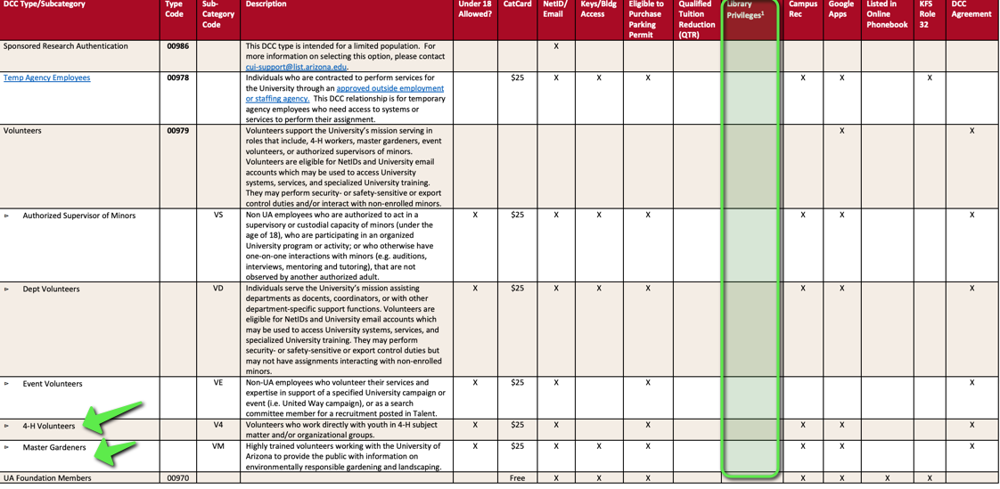 DCC Type/Subcategory Type Code Sub-Category Code Description Under 18 Allowed? CatCard NetID/Email Keys/Bldg Access Eligible to Purchase Parking Permit Qualified Tuition Reduction (QTR) Library Privileges¹ Campus Rec Google Apps Listed in Online Phonebook KFS Role 32 DCC Agreement
Sponsored Research Authentication 00986 This DCC type is intended for a limited population. For X
more information on selecting this option, please contact
cui-support@list.arizona.edu.
Temp Agency Employees 00978 Individuals who are contracted to perform services for $25 X X X X X X
the University through an approved outside employment
or staffing agency. This DCC relationship is for temporary
agency employees who need access to systems or
services to perform their assignment.
Volunteers 00979 Volunteers support the University's mission serving in X X
roles that include, 4-H workers, master gardeners, event
volunteers, or authorized supervisors of minors.
Volunteers are eligible for NetIDs and University email
accounts which may be used to access University
systems, services, and specialized University training.
They may perform security- or safety-sensitive or export
control duties and/or interact with non-enrolled minors.
▻ Authorized Supervisor of Minors VS Non UA employees who are authorized to act in a X $25 X X X X X X
supervisory or custodial capacity of minors (under the
age of 18), who are participating in an organized
University program or activity; or who otherwise have
one-on-one interactions with minors (e.g. auditions,
interviews, mentoring and tutoring), that are not
observed by another authorized adult.
▻ Dept Volunteers VD Individuals serve the University's mission assisting X $25 X X X X X X
departments as docents, coordinators, or with other
department-specific support functions. Volunteers are
eligible for NetIDs and University email accounts which
may be used to access University systems, services, and
specialized University training. They may perform
security- or safety-sensitive or export control duties but
may not have assignments interacting with non-enrolled
minors.
▻ Event Volunteers VE Non-UA employees who volunteer their services and X $25 X X X
expertise in support of a specified University campaign or
event (i.e. United Way campaign), or as a search
committee member for a recruitment posted in Talent.
▻ 4-H Volunteers V4 Volunteers who work directly with youth in 4-H subject X $25 X X X X X X
matter and/or organizational groups.
▻ Master Gardeners VM Highly trained volunteers working with the University of X $25 X X X X X X
Arizona to provide the public with information on
environmentally responsible gardening and landscaping.
UA Foundation Members 00970 Free X X X X X X X